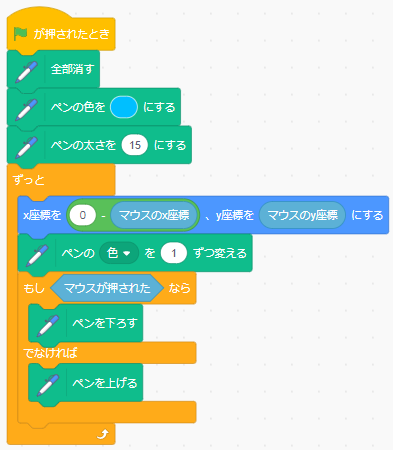 が押されたとき
全部消す
ペンの色を にする
ペンの太さを 15 にする
ずっと
x座標を 0 - マウスのx座標 、y座標を マウスのy座標 にする
ペンの 色 を 1 ずつ変える
もし マウスが押された なら
ペンを下ろす
でなければ
ペンを上げる